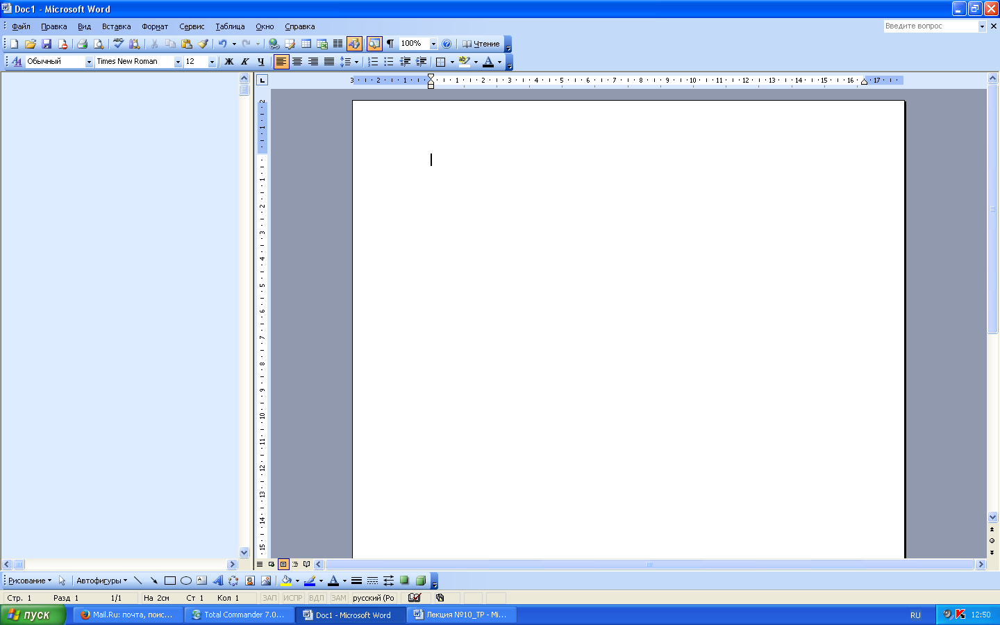 Doc1 - Microsoft Word
Файл Правка Вид Вставка Формат Сервис Таблица Окно Справка Введите вопрос
100% Чтение
Обычный Times New Roman 12 Ж К Ч
3 2 1 1 2 3 4 5 6 7 8 9 10 11 12 13 14 15 16 17
2 1 1 2 3 4 5 6 7 8 9 10 11 12 13 14 15
Рисование Автофигуры
Стр. 1 Разд 1 1/1 На 2см Ст 1 Кол 1 ЗАП ИСПР ВДЛ ЗАМ русский (Ро
пуск Mail.Ru: почта, поис... Total Commander 7.0... Doc1 - Microsoft Word Лекция №10_ТР - Mi... RU 12:50